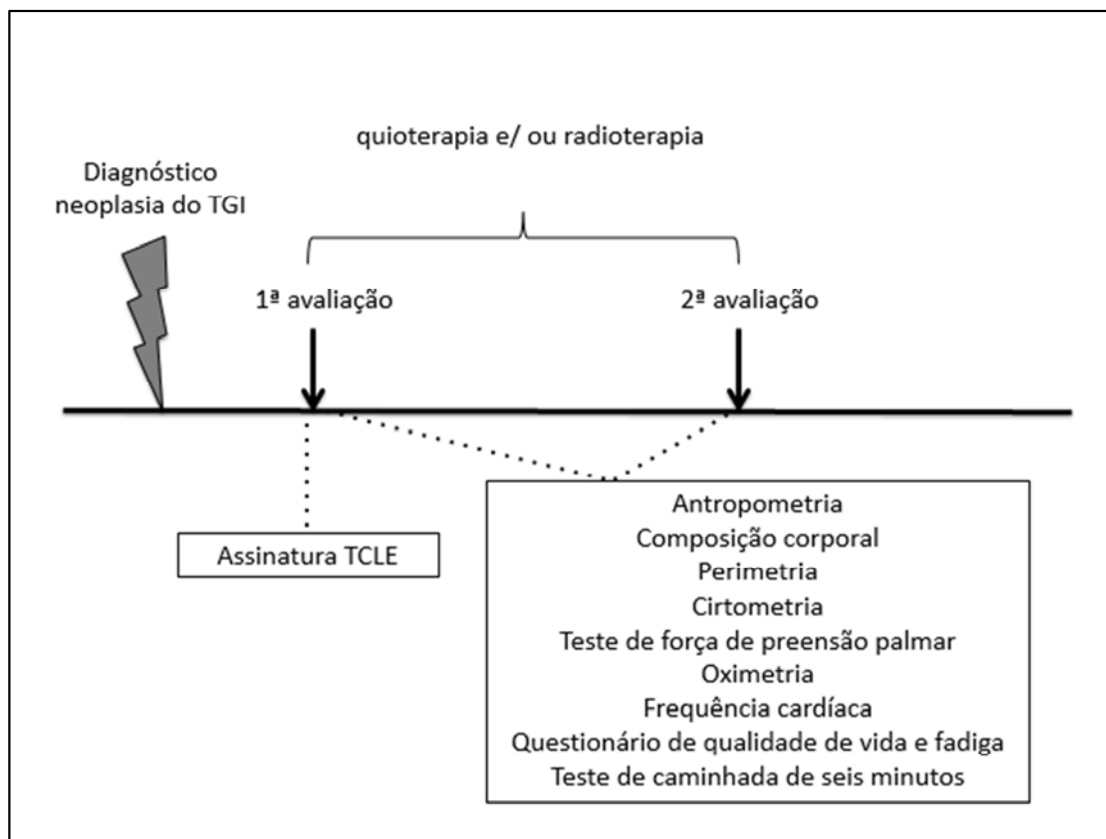 quioterapia e/ ou radioterapia
Diagnóstico
neoplasia do TGI
1ª avaliação
2ª avaliação
Assinatura TCLE
Antropometria
Composição corporal
Perimetria
Cirtometria
Teste de força de preensão palmar
Oximetria
Frequência cardíaca
Questionário de qualidade de vida e fadiga
Teste de caminhada de seis minutos